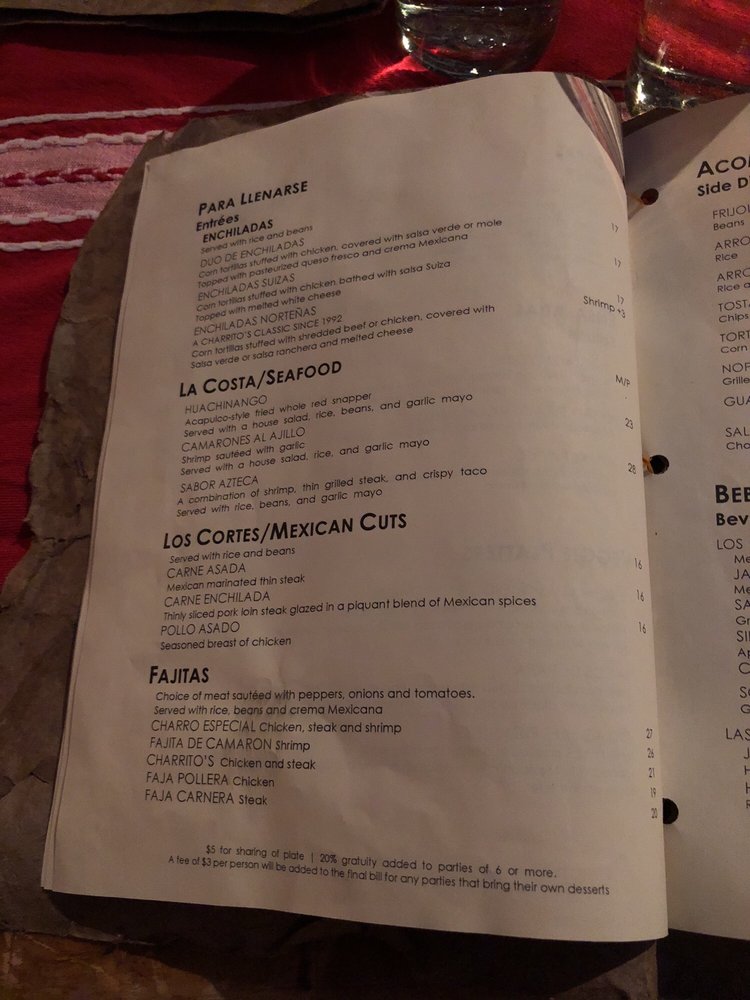 PARA LLENARSE
Entrées
ENCHILADAS
Served with rice and beans
DUO DE ENCHILADAS 17
Corn tortillas stuffed with chicken, covered with salsa verde or mole
Topped with pasteurized queso fresco and crema Mexicana
ENCHILADAS SUIZAS 17
Corn tortillas stuffed with chicken bathed with salsa Suiza
Topped with melted white cheese
ENCHILADAS NORTEÑAS 17
A CHARRITO'S CLASSIC SINCE 1992 Shrimp +3
Corn tortillas stuffed with shredded beef or chicken, covered with
Salsa verde or salsa ranchera and melted cheese
LA COSTA/SEAFOOD
HUACHINANGO M/P
Acapulco-style fried whole red snapper
Served with a house salad, rice, beans, and garlic mayo
CAMARONES AL AJILLO 23
Shrimp sautéed with garlic
Served with a house salad, rice, and garlic mayo
SABOR AZTECA 28
A combination of shrimp, thin grilled steak, and crispy taco
Served with rice, beans, and garlic mayo
LOS CORTES/MEXICAN CUTS
Served with rice and beans
CARNE ASADA 16
Mexican marinated thin steak
CARNE ENCHILADA 16
Thinly sliced pork loin steak glazed in a piquant blend of Mexican spices
POLLO ASADO 16
Seasoned breast of chicken
FAJITAS
Choice of meat sautéed with peppers, onions and tomatoes.
Served with rice, beans and crema Mexicana
CHARRO ESPECIAL Chicken, steak and shrimp 27
FAJITA DE CAMARON Shrimp 26
CHARRITO'S Chicken and steak 21
FAJA POLLERA Chicken 19
FAJA CARNERA Steak 20
$5 for sharing of plate | 20% gratuity added to parties of 6 or more.
A fee of $3 per person will be added to the final bill for any parties that bring their own desserts
ACO
Side D
FRIJO
Beans
ARRO
Rice
ARRO
Rice a
TOSTA
Chips
TORT
Corn
NOP
Grille
GUA
SAL
Cho
BE
Bev
LOS
Me
JA
Me
SA
Gr
SI
Ap
C
SO
G
LAS
J
H
H
R